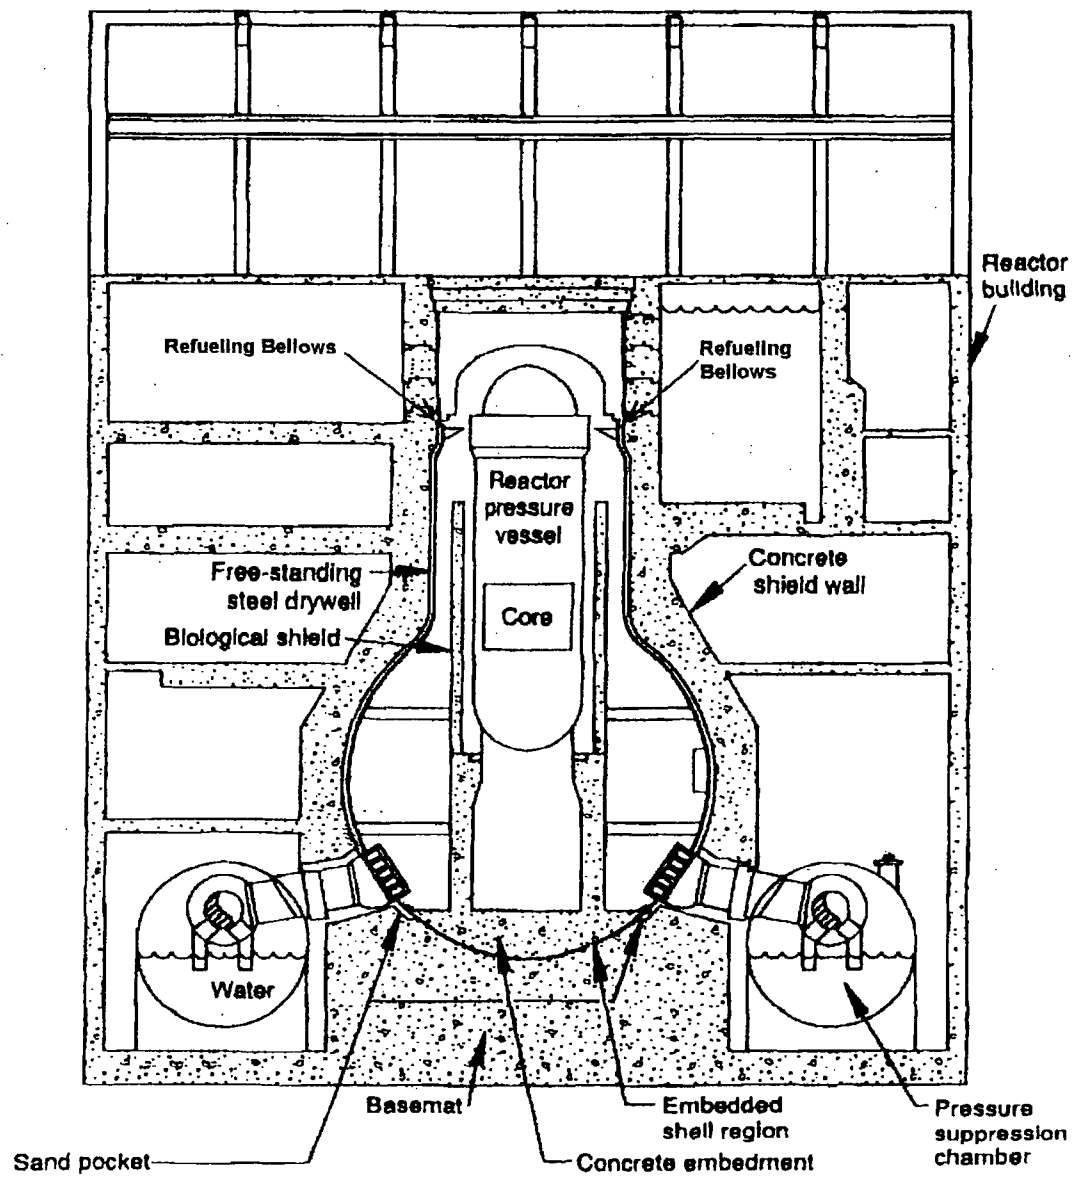 Reactor
building
Refueling Bellows
Refueling
Bellows
Reactor
pressure
vessel
Free-standing
steel drywell
Concrete
shield wall
Core
Biological shield
Water
Basemat
Embedded
shell region
Pressure
suppression
chamber
Sand pocket
Concrete embedment